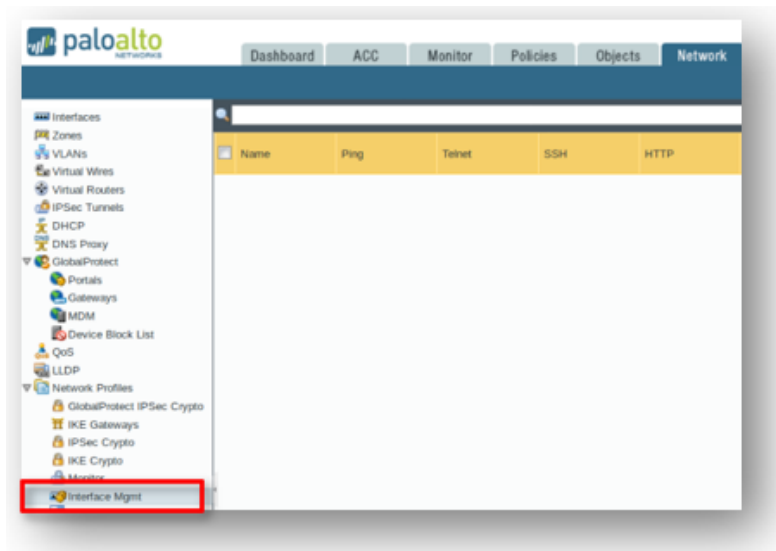 paloalto
NETWORKS
Dashboard ACC Monitor Policies Objects Network
Interfaces
Zones
VLANs
Virtual Wires
Virtual Routers
IPSec Tunnels
DHCP
DNS Proxy
GlobalProtect
Portals
Gateways
MDM
Device Block List
QoS
LLDP
Network Profiles
GlobalProtect IPSec Crypto
IKE Gateways
IPSec Crypto
IKE Crypto
Monitor
Interface Mgmt
Name Ping Telnet SSH HTTP